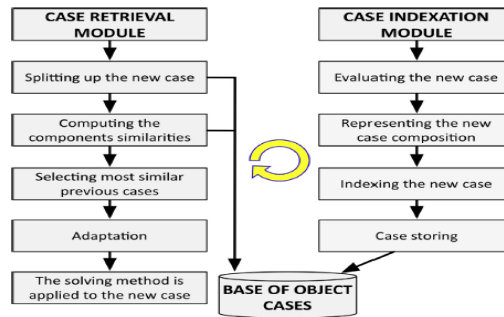 CASE RETRIEVAL
MODULE
Splitting up the new case
Computing the
components similarities
Selecting most similar
previous cases
Adaptation
The solving method is
applied to the new case
CASE INDEXATION
MODULE
Evaluating the new case
Representing the new
case composition
Indexing the new case
Case storing
BASE OF OBJECT
CASES